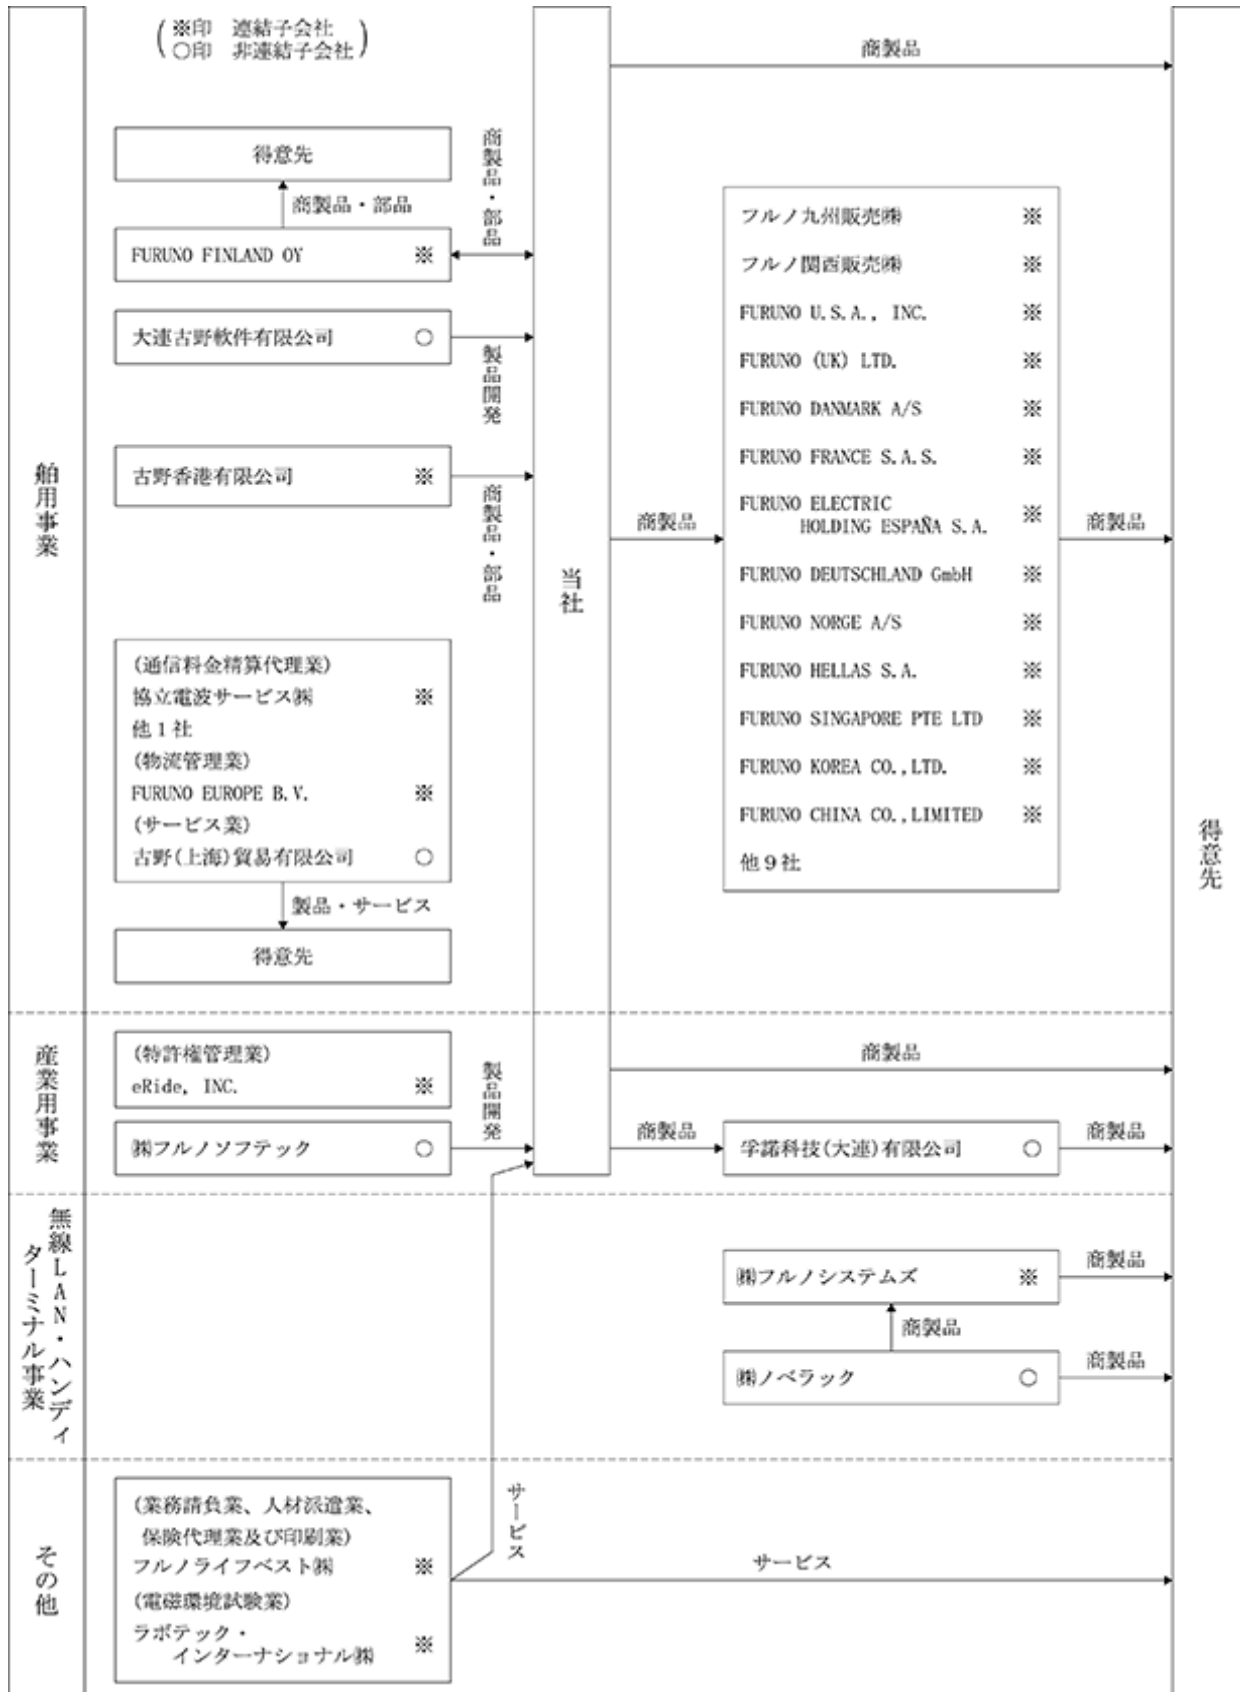 ※印　連結子会社
○印　非連結子会社
舶用事業
得意先
商製品・部品
FURUNO FINLAND OY ※
商製品・部品
大連古野軟件有限公司 ○
製品開発
古野香港有限公司 ※
商製品・部品
(通信料金精算代理業)
協立電波サービス㈱ ※
他1社
(物流管理業)
FURUNO EUROPE B.V. ※
(サービス業)
古野(上海)貿易有限公司 ○
製品・サービス
得意先
当社
商製品
商製品
フルノ九州販売㈱ ※
フルノ関西販売㈱ ※
FURUNO U.S.A., INC. ※
FURUNO (UK) LTD. ※
FURUNO DANMARK A/S ※
FURUNO FRANCE S.A.S. ※
FURUNO ELECTRIC
HOLDING ESPAÑA S.A. ※
FURUNO DEUTSCHLAND GmbH ※
FURUNO NORGE A/S ※
FURUNO HELLAS S.A. ※
FURUNO SINGAPORE PTE LTD ※
FURUNO KOREA CO.,LTD. ※
FURUNO CHINA CO.,LIMITED ※
他9社
商製品
得意先
産業用事業
(特許権管理業)
eRide, INC. ※
㈱フルノソフテック ○
製品開発
商製品
商製品
孚諾科技(大連)有限公司 ○
商製品
無線LAN・ハンディ
ターミナル事業
㈱フルノシステムズ ※
商製品
商製品
㈱ノベラック ○
商製品
その他
(業務請負業、人材派遣業、
保険代理業及び印刷業)
フルノライフベスト㈱ ※
(電磁環境試験業)
ラボテック・
インターナショナル㈱ ※
サービス
サービス